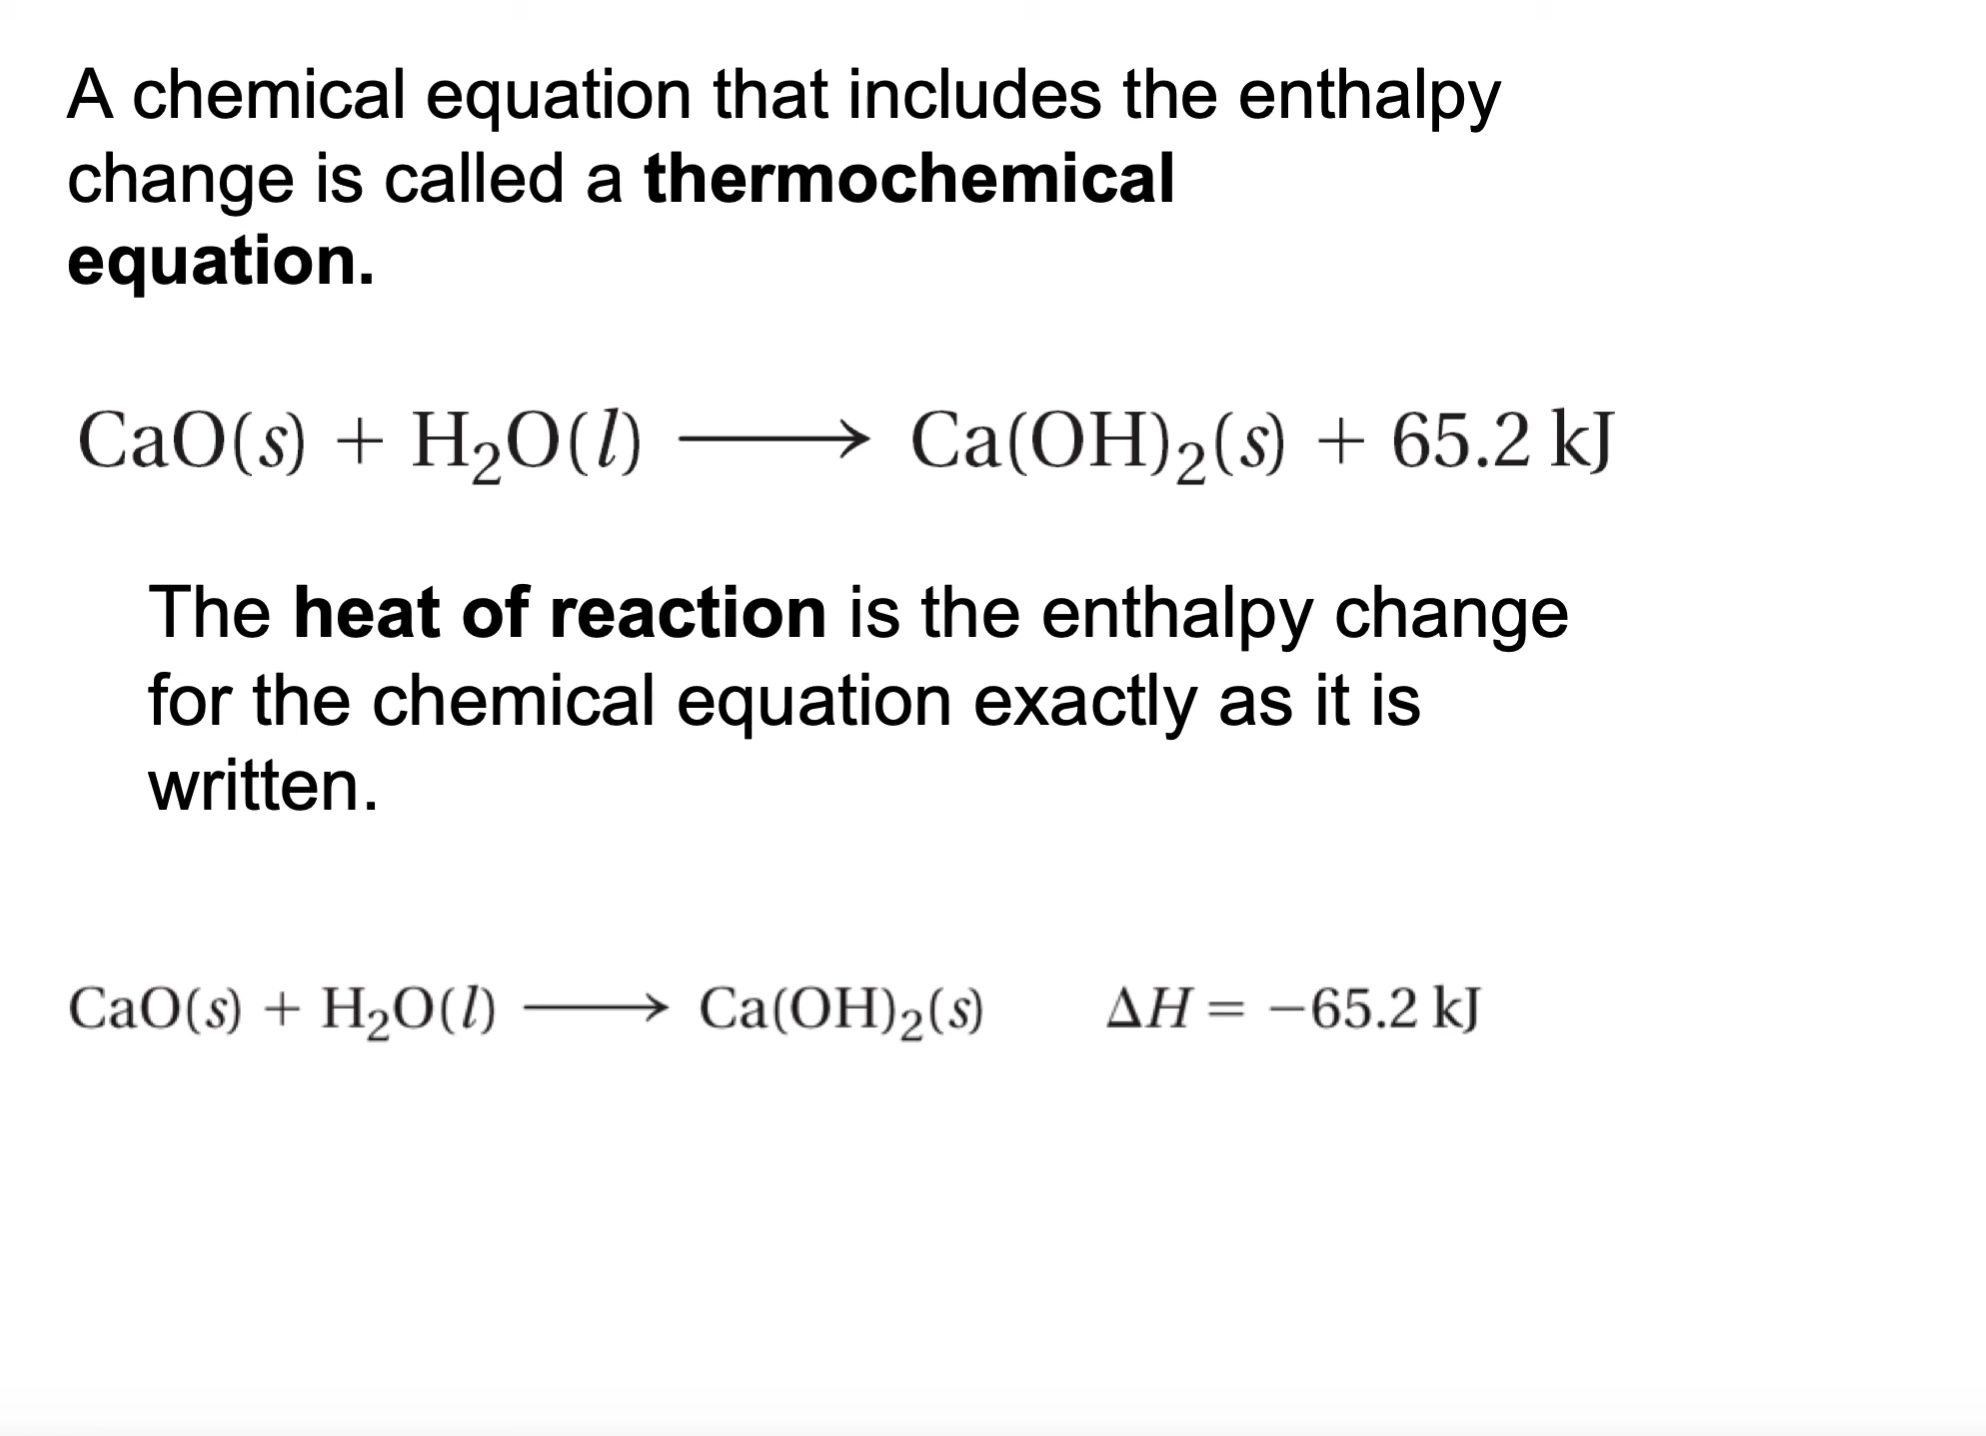 A chemical equation that includes the enthalpy
change is called a thermochemical
equation.
CaO(s) + H₂O(l) ⟶ Ca(OH)₂(s) + 65.2 kJ
The heat of reaction is the enthalpy change
for the chemical equation exactly as it is
written.
CaO(s) + H₂O(l) ⟶ Ca(OH)₂(s) ΔH = −65.2 kJ